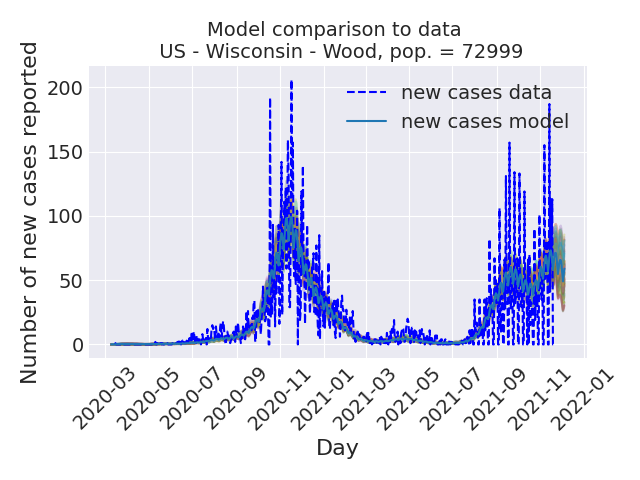 Model comparison to data
US - Wisconsin - Wood, pop. = 72999
Number of new cases reported
200
150
100
50
0
new cases data
new cases model
2020-03
2020-05
2020-07
2020-09
2020-11
2021-01
2021-03
2021-05
2021-07
2021-09
2021-11
2022-01
Day